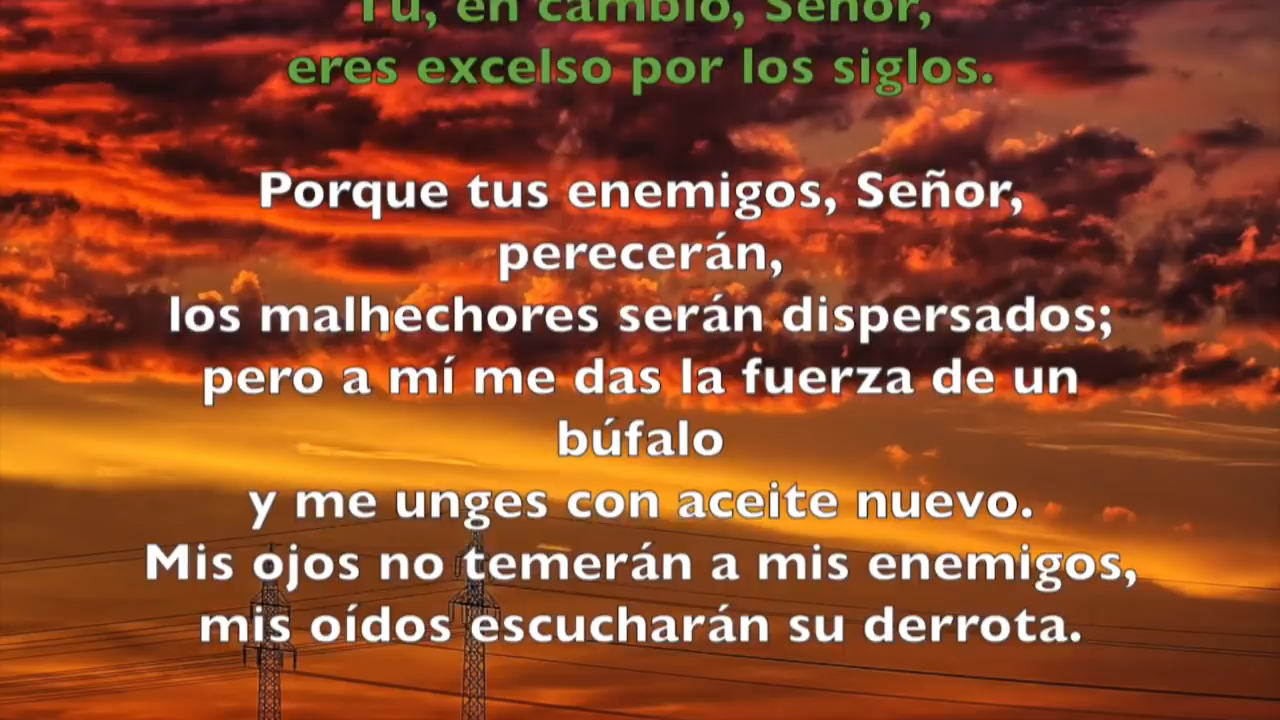 Tú, en cambio, Señor,
eres excelso por los siglos.
Porque tus enemigos, Señor,
perecerán,
los malhechores serán dispersados;
pero a mí me das la fuerza de un
búfalo
y me unges con aceite nuevo.
Mis ojos no temerán a mis enemigos,
mis oídos escucharán su derrota.